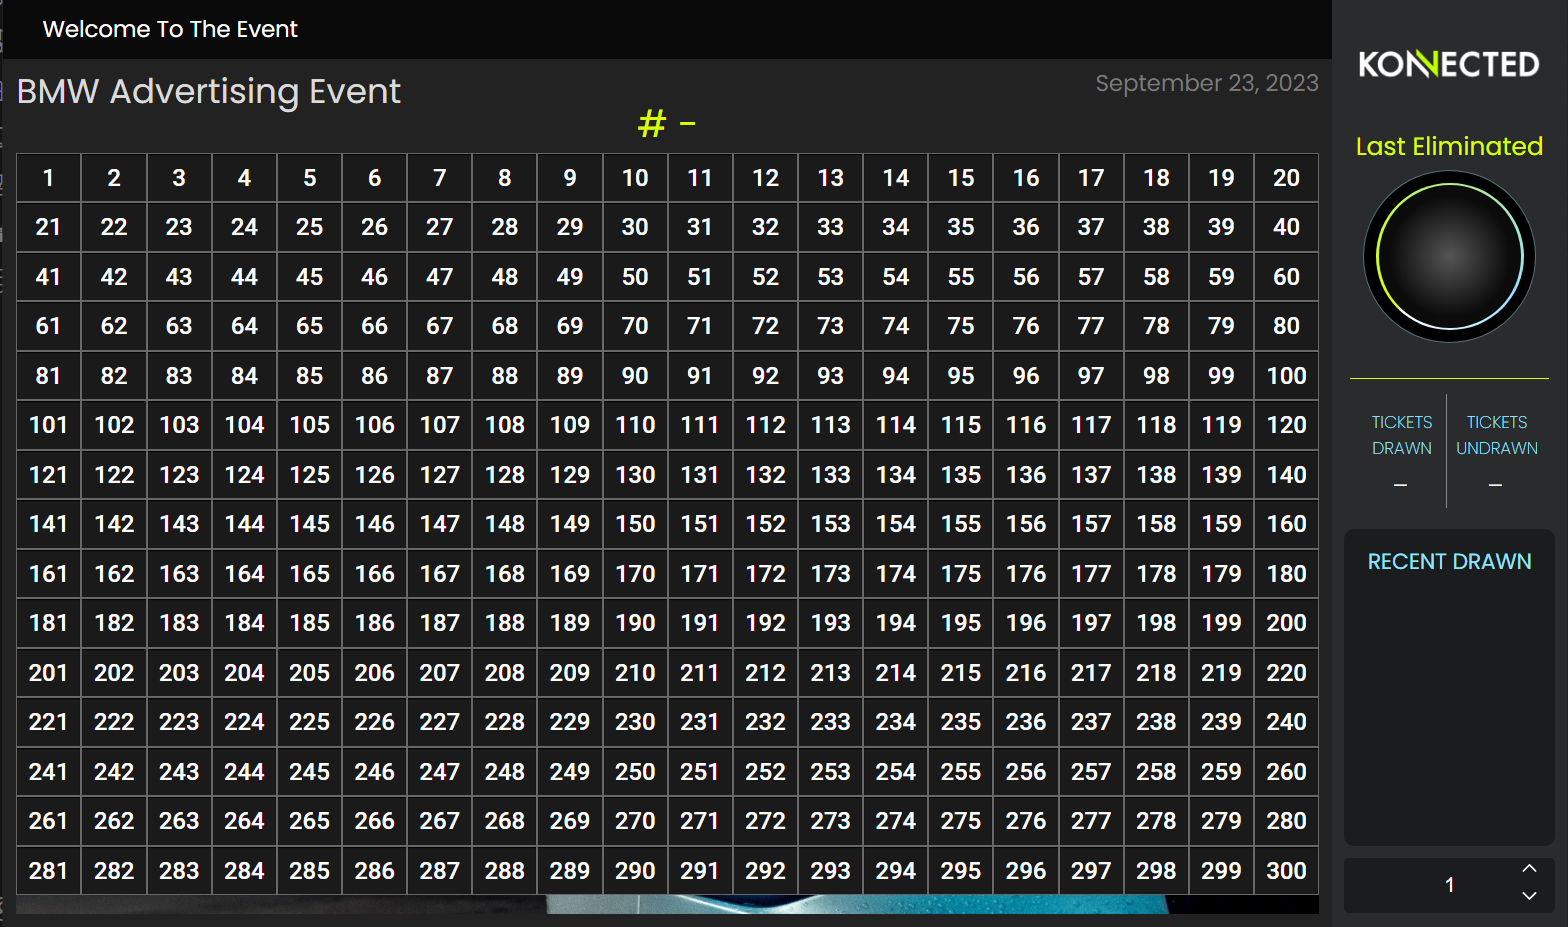 Welcome To The Event
BMW Advertising Event
September 23, 2023
# -
1 2 3 4 5 6 7 8 9 10 11 12 13 14 15 16 17 18 19 20
21 22 23 24 25 26 27 28 29 30 31 32 33 34 35 36 37 38 39 40
41 42 43 44 45 46 47 48 49 50 51 52 53 54 55 56 57 58 59 60
61 62 63 64 65 66 67 68 69 70 71 72 73 74 75 76 77 78 79 80
81 82 83 84 85 86 87 88 89 90 91 92 93 94 95 96 97 98 99 100
101 102 103 104 105 106 107 108 109 110 111 112 113 114 115 116 117 118 119 120
121 122 123 124 125 126 127 128 129 130 131 132 133 134 135 136 137 138 139 140
141 142 143 144 145 146 147 148 149 150 151 152 153 154 155 156 157 158 159 160
161 162 163 164 165 166 167 168 169 170 171 172 173 174 175 176 177 178 179 180
181 182 183 184 185 186 187 188 189 190 191 192 193 194 195 196 197 198 199 200
201 202 203 204 205 206 207 208 209 210 211 212 213 214 215 216 217 218 219 220
221 222 223 224 225 226 227 228 229 230 231 232 233 234 235 236 237 238 239 240
241 242 243 244 245 246 247 248 249 250 251 252 253 254 255 256 257 258 259 260
261 262 263 264 265 266 267 268 269 270 271 272 273 274 275 276 277 278 279 280
281 282 283 284 285 286 287 288 289 290 291 292 293 294 295 296 297 298 299 300
KONNECTED
Last Eliminated
TICKETS
DRAWN
–
TICKETS
UNDRAWN
–
RECENT DRAWN
1